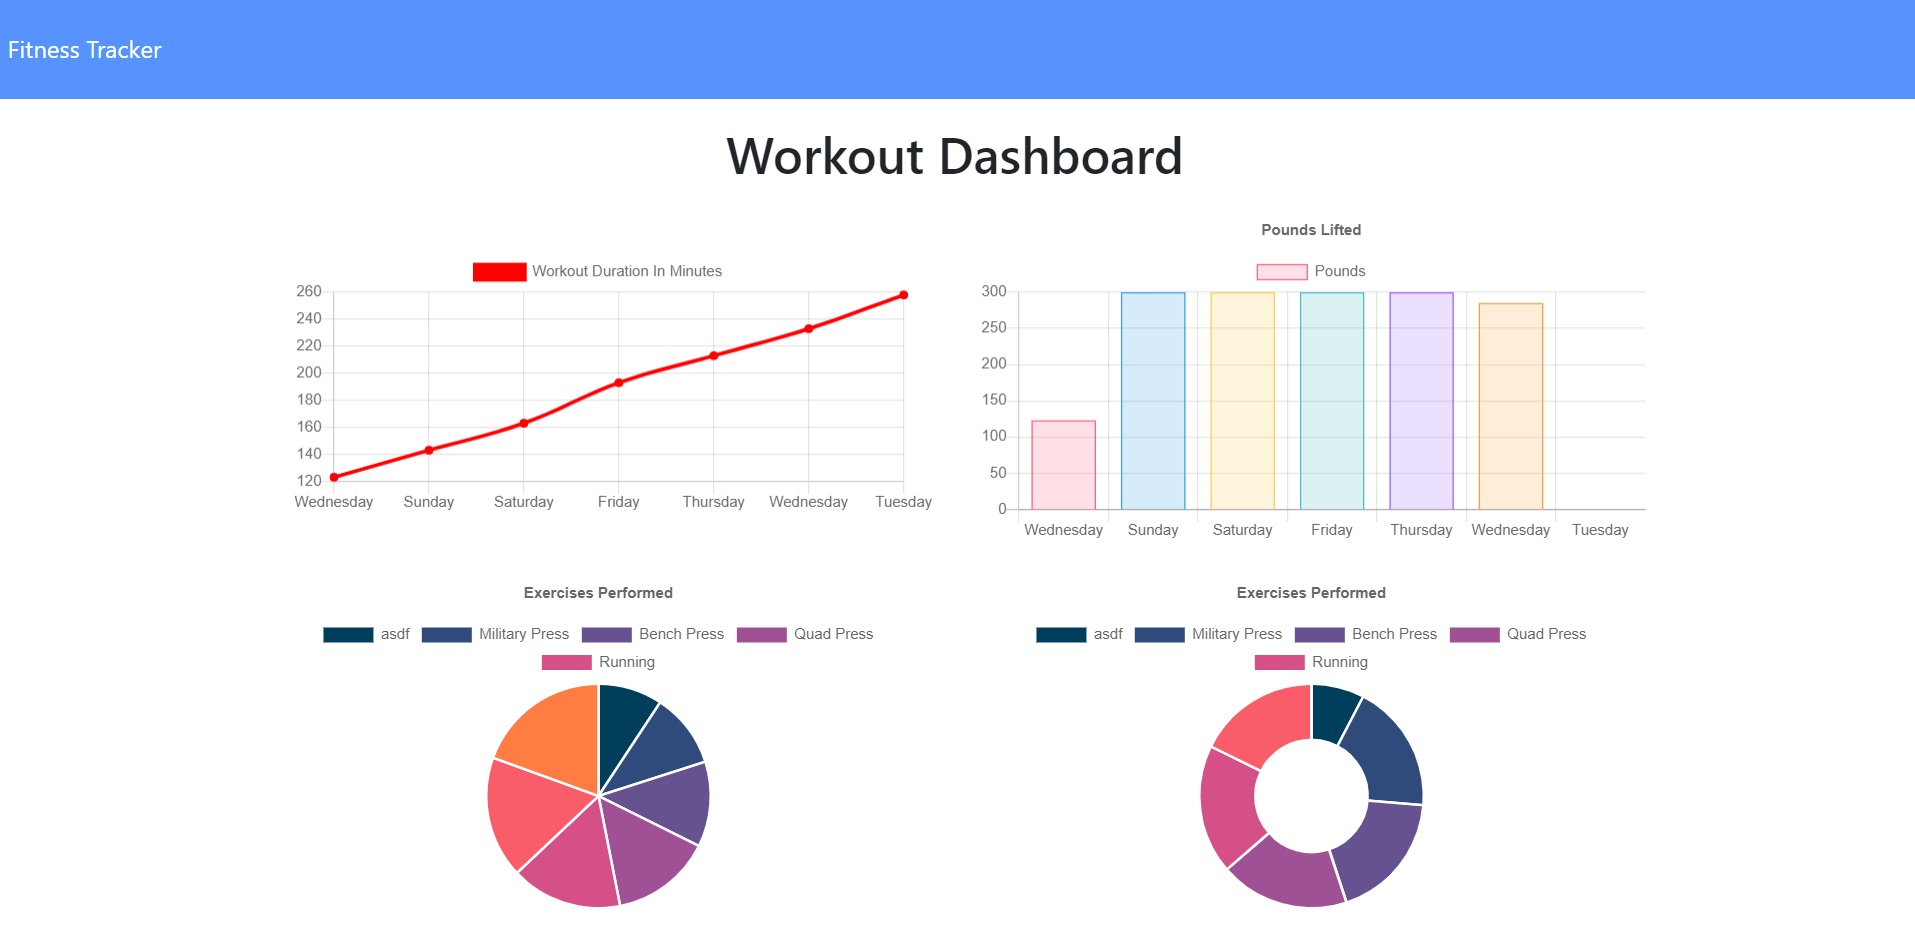 Fitness Tracker
Workout Dashboard
Workout Duration In Minutes
260
240
220
200
180
160
140
120
Wednesday Sunday Saturday Friday Thursday Wednesday Tuesday
Pounds Lifted
Pounds
300
250
200
150
100
50
0
Wednesday Sunday Saturday Friday Thursday Wednesday Tuesday
Exercises Performed
asdf Military Press Bench Press Quad Press
Running
Exercises Performed
asdf Military Press Bench Press Quad Press
Running